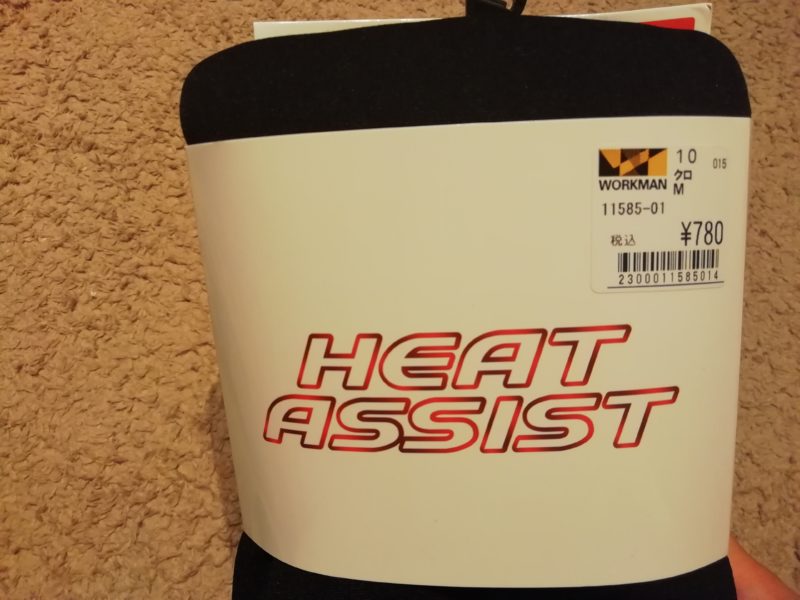 10 015
クロ
WORKMAN M
11585-01
税込 ¥780
2300011585014
HEAT
ASSIST